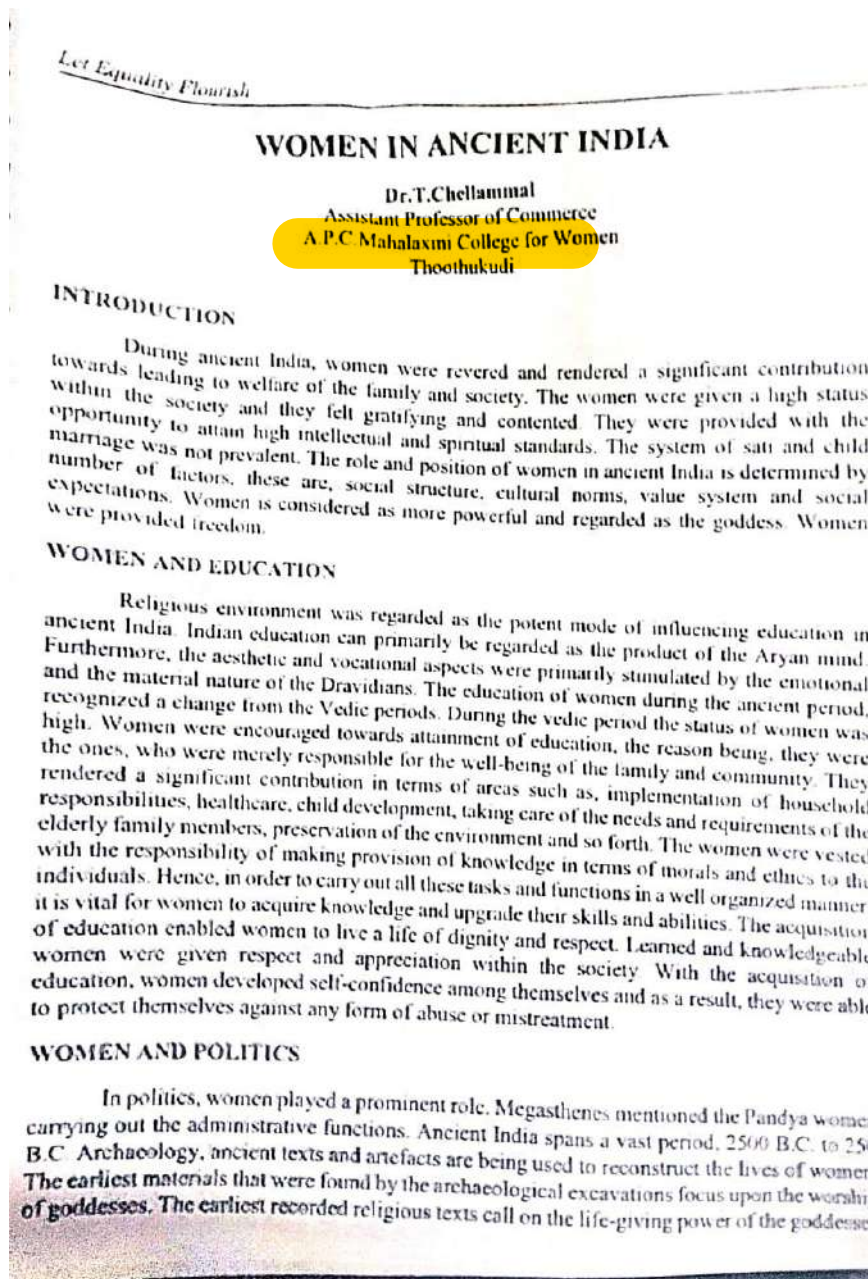 Let Equality Flourish
WOMEN IN ANCIENT INDIA
Dr.T.Chellammal
Assistant Professor of Commerce
A.P.C.Mahalaxmi College for Women
Thoothukudi
INTRODUCTION
During ancient India, women were revered and rendered a significant contribution
towards leading to welfare of the family and society. The women were given a high status
within the society and they felt gratifying and contented. They were provided with the
opportunity to attain high intellectual and spiritual standards. The system of sati and child
marriage was not prevalent. The role and position of women in ancient India is determined by
number of factors, these are, social structure, cultural norms, value system and social
expectations. Women is considered as more powerful and regarded as the goddess. Women
were provided freedom.
WOMEN AND EDUCATION
Religious environment was regarded as the potent mode of influencing education in
ancient India. Indian education can primarily be regarded as the product of the Aryan mind.
Furthermore, the aesthetic and vocational aspects were primarily stimulated by the emotional
and the material nature of the Dravidians. The education of women during the ancient period,
recognized a change from the Vedic periods. During the vedic period the status of women was
high. Women were encouraged towards attainment of education, the reason being, they were
the ones, who were merely responsible for the well-being of the family and community. They
rendered a significant contribution in terms of areas such as, implementation of household
responsibilities, healthcare, child development, taking care of the needs and requirements of the
elderly family members, preservation of the environment and so forth. The women were vested
with the responsibility of making provision of knowledge in terms of morals and ethics to the
individuals. Hence, in order to carry out all these tasks and functions in a well organized manner
it is vital for women to acquire knowledge and upgrade their skills and abilities. The acquisition
of education enabled women to live a life of dignity and respect. Learned and knowledgeable
women were given respect and appreciation within the society. With the acquisition o
education, women developed self-confidence among themselves and as a result, they were able
to protect themselves against any form of abuse or mistreatment.
WOMEN AND POLITICS
In politics, women played a prominent role. Megasthenes mentioned the Pandya wome
carrying out the administrative functions. Ancient India spans a vast period, 2500 B.C. to 25
B.C. Archaeology, ancient texts and artefacts are being used to reconstruct the lives of women
The earliest materials that were found by the archaeological excavations focus upon the worshi
of goddesses. The earliest recorded religious texts call on the life-giving power of the goddesse